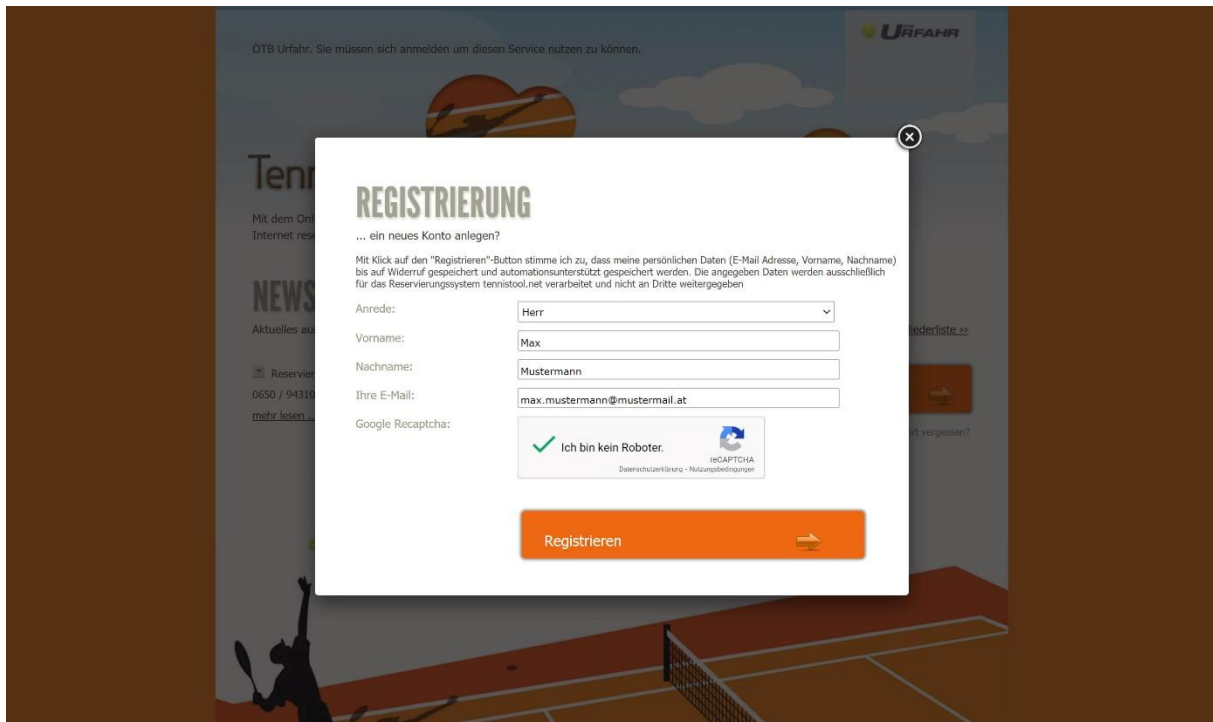 URFAHR
ÖTB Urfahr. Sie müssen sich anmelden um diesen Service nutzen zu können.
REGISTRIERUNG
... ein neues Konto anlegen?
Mit Klick auf den "Registrieren"-Button stimme ich zu, dass meine persönlichen Daten (E-Mail Adresse, Vorname, Nachname)
bis auf Widerruf gespeichert und automationsunterstützt gespeichert werden. Die angegeben Daten werden ausschließlich
für das Reservierungssystem tennistool.net verarbeitet und nicht an Dritte weitergegeben
Anrede:
Herr
Vorname:
Max
Nachname:
Mustermann
Ihre E-Mail:
max.mustermann@mustermail.at
Google Recaptcha:
Ich bin kein Roboter.
reCAPTCHA
Datenschutzerklärung - Nutzungsbedingungen
Registrieren
Tenn
Mit dem Onl
Internet res
NEWS
Aktuelles au
Reservier
0650 / 9431
mehr lesen ...
liederliste >>
rt vergessen?